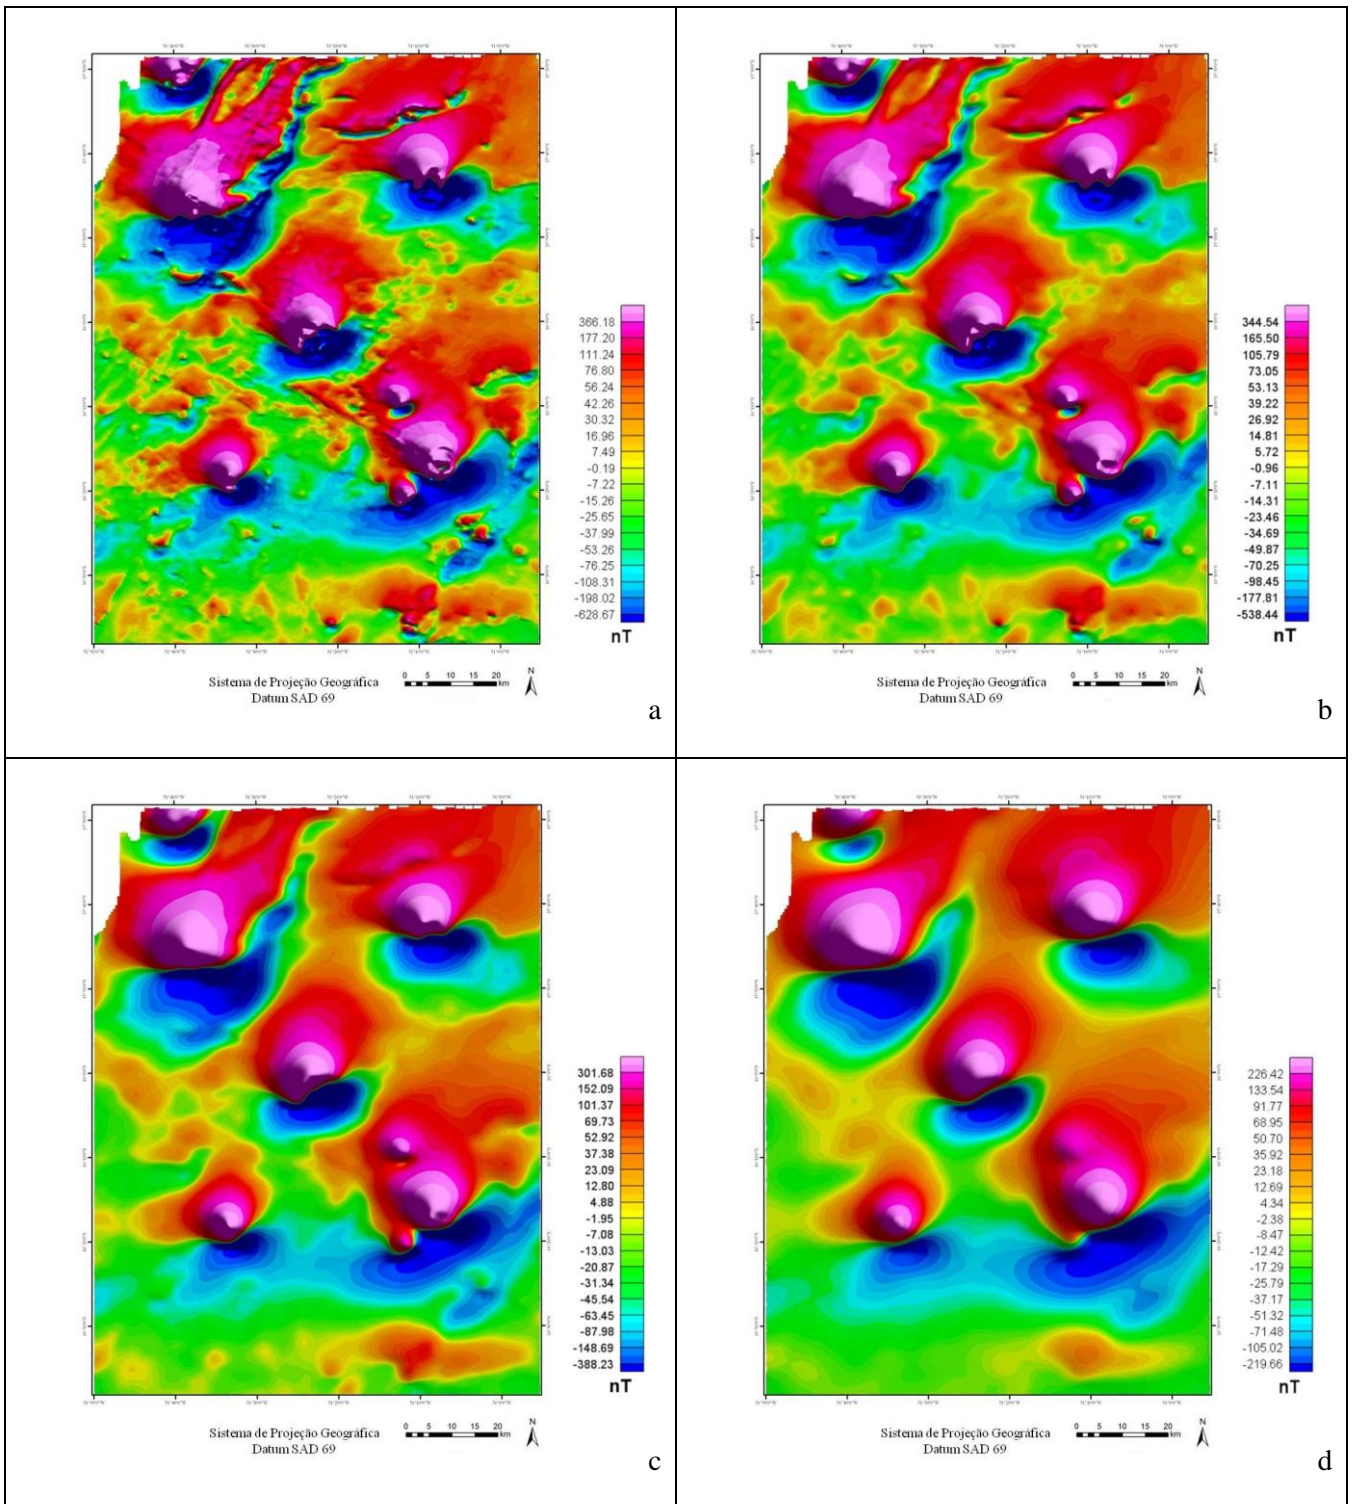 366.18
177.20
111.24
76.80
56.24
42.26
30.32
16.96
7.49
-0.19
-7.22
-15.26
-25.65
-37.99
-53.26
-76.25
-108.31
-198.02
-628.67
nT
Sistema de Projeção Geográfica
Datum SAD 69
0 5 10 15 20
km
N
a
344.54
165.50
105.79
73.05
53.13
39.22
26.92
14.81
5.72
-0.96
-7.11
-14.31
-23.46
-34.69
-49.87
-70.25
-98.45
-177.81
-538.44
nT
Sistema de Projeção Geográfica
Datum SAD 69
0 5 10 15 20
km
N
b
301.68
152.09
101.37
69.73
52.92
37.38
23.09
12.80
4.88
-1.95
-7.08
-13.03
-20.87
-31.34
-45.54
-63.45
-87.98
-148.69
-388.23
nT
Sistema de Projeção Geográfica
Datum SAD 69
0 5 10 15 20
km
N
c
226.42
133.54
91.77
68.95
50.70
35.92
23.18
12.69
4.34
-2.38
-8.47
-12.42
-17.29
-25.79
-37.17
-51.32
-71.48
-105.02
-219.66
nT
Sistema de Projeção Geográfica
Datum SAD 69
0 5 10 15 20
km
N
d